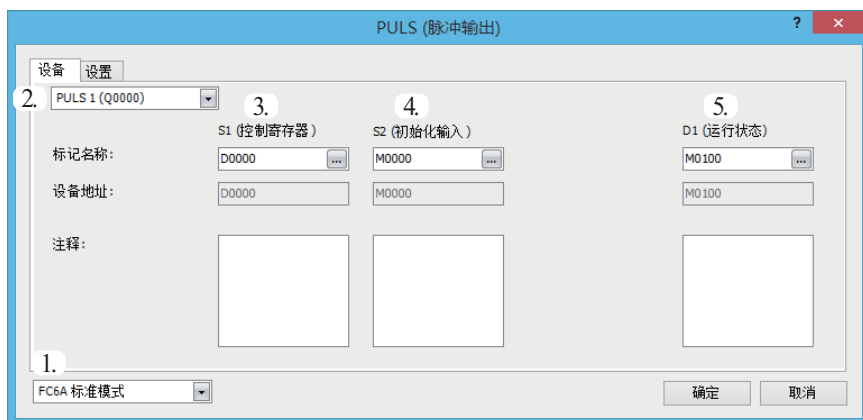 PULS (脉冲输出)
? ×
设备 设置
2. PULS 1 (Q0000)
3. 4. 5.
S1 (控制寄存器) S2 (初始化输入) D1 (运行状态)
标记名称: D0000 ... M0000 ... M0100 ...
设备地址: D0000 M0000 M0100
注释:
1.
FC6A 标准模式 确定 取消